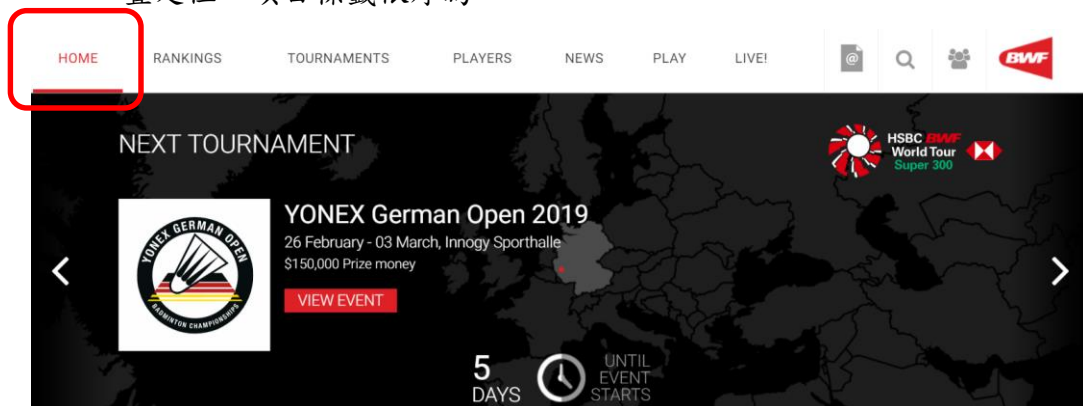 HOME RANKINGS TOURNAMENTS PLAYERS NEWS PLAY LIVE! @ BWF
NEXT TOURNAMENT
HSBC BWF
World Tour
Super 300
YONEX GERMAN OPEN
BADMINTON CHAMPIONSHIPS
YONEX German Open 2019
26 February - 03 March, Innogy Sporthalle
$150,000 Prize money
VIEW EVENT
5
DAYS
UNTIL
EVENT
STARTS